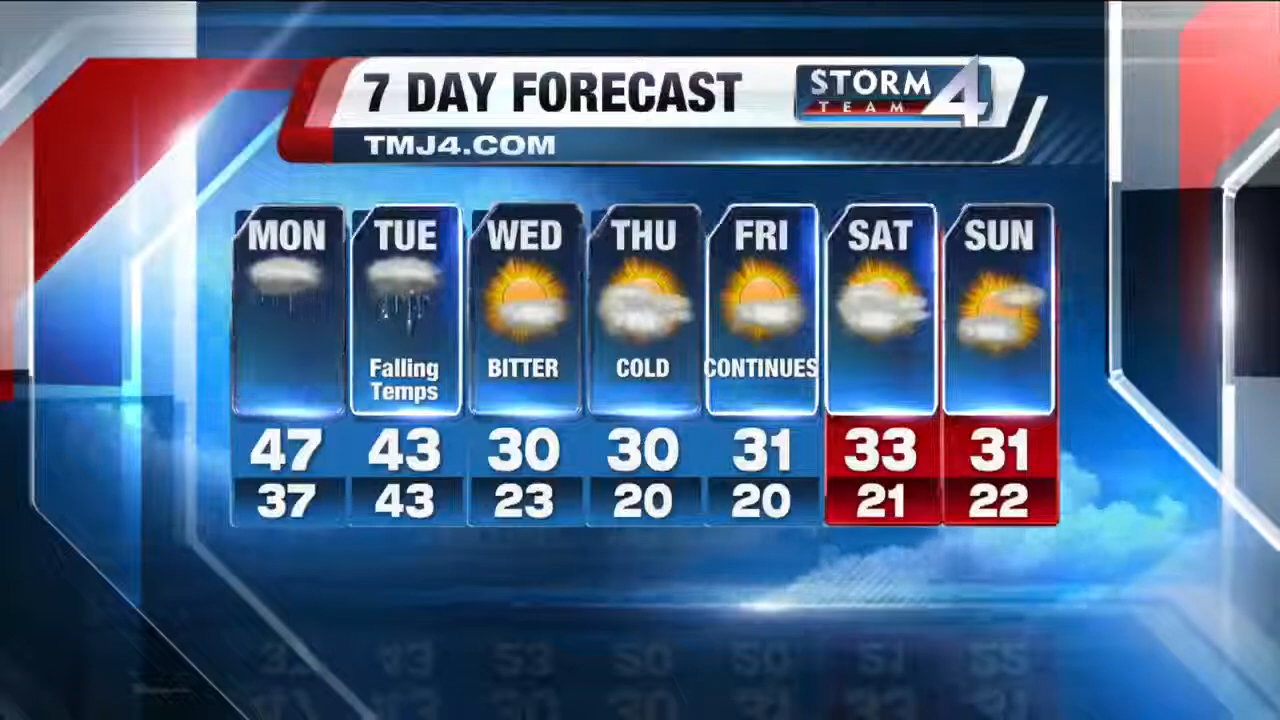 7 DAY FORECAST
STORM 4
TEAM
TMJ4.COM
MON TUE WED THU FRI SAT SUN
Falling BITTER COLD CONTINUES
Temps
47 43 30 30 31 33 31
37 43 23 20 20 21 22